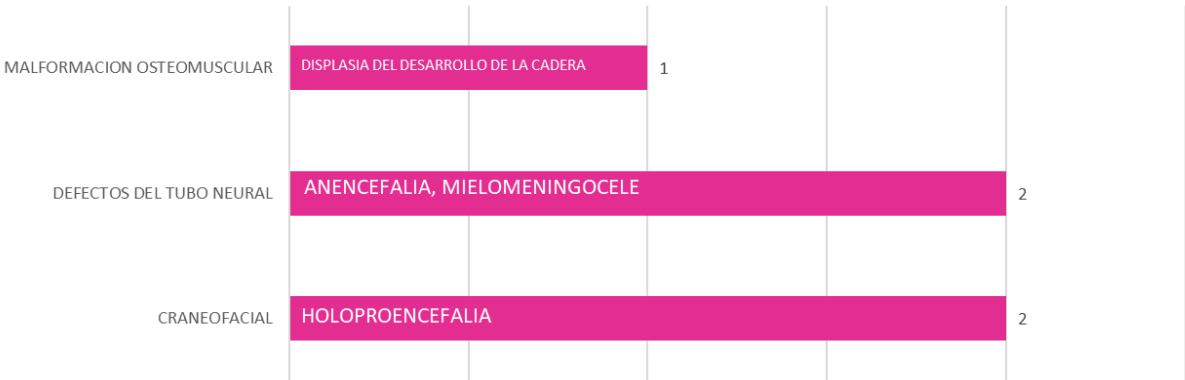 MALFORMACION OSTEOMUSCULAR
DISPLASIA DEL DESARROLLO DE LA CADERA
1
DEFECTOS DEL TUBO NEURAL
ANENCEFALIA, MIELOMENINGOCELE
2
CRANEOFACIAL
HOLOPROENCEFALIA
2